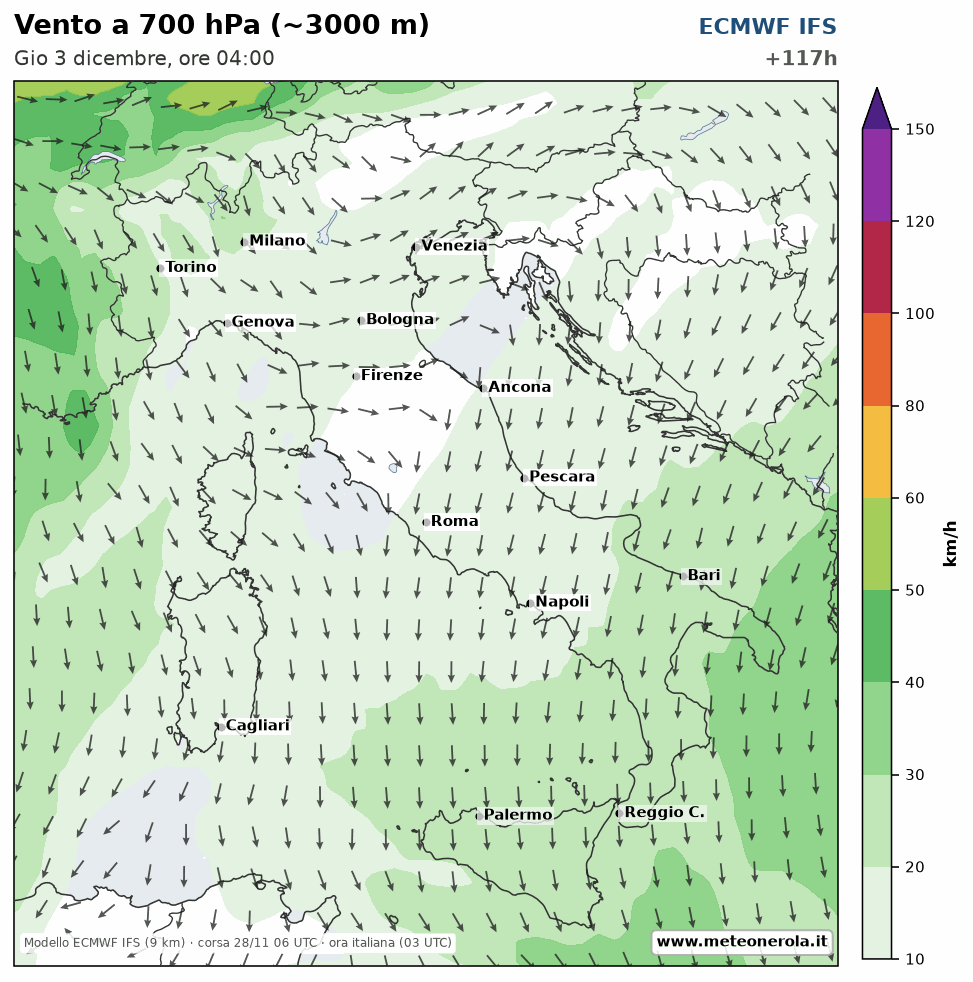 Vento a 700 hPa (~3000 m)
ECMWF IFS
Gio 3 dicembre, ore 04:00
+117h
Milano
Venezia
Torino
Genova
Bologna
Firenze
Ancona
Pescara
Roma
Bari
Napoli
Cagliari
Palermo
Reggio C.
150
120
100
80
60
50
40
30
20
10
km/h
Modello ECMWF IFS (9 km) · corsa 28/11 06 UTC · ora italiana (03 UTC)
www.meteonerola.it